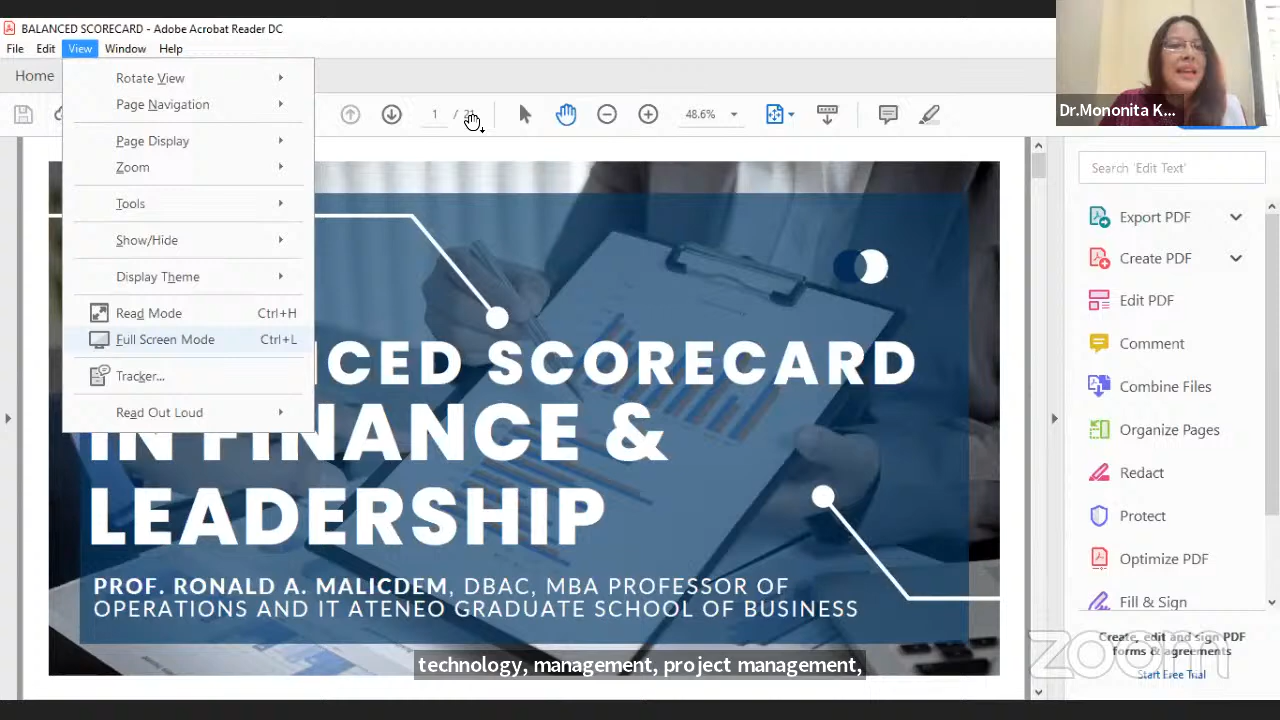 BALANCED SCORECARD - Adobe Acrobat Reader DC
File Edit View Window Help
Home
Rotate View
Page Navigation
Page Display
Zoom
Tools
Show/Hide
Display Theme
Read Mode Ctrl+H
Full Screen Mode Ctrl+L
Tracker...
Read Out Loud
1 / 21
48.6%
Dr.Mononita K...
NCED SCORECARD
IN FINANCE &
LEADERSHIP
PROF. RONALD A. MALICDEM, DBAC, MBA PROFESSOR OF
OPERATIONS AND IT ATENEO GRADUATE SCHOOL OF BUSINESS
technology, management, project management,
Search 'Edit Text'
Export PDF
Create PDF
Edit PDF
Comment
Combine Files
Organize Pages
Redact
Protect
Optimize PDF
Fill & Sign
Create, edit and sign PDF
forms & agreements
Start Free Trial
zoom